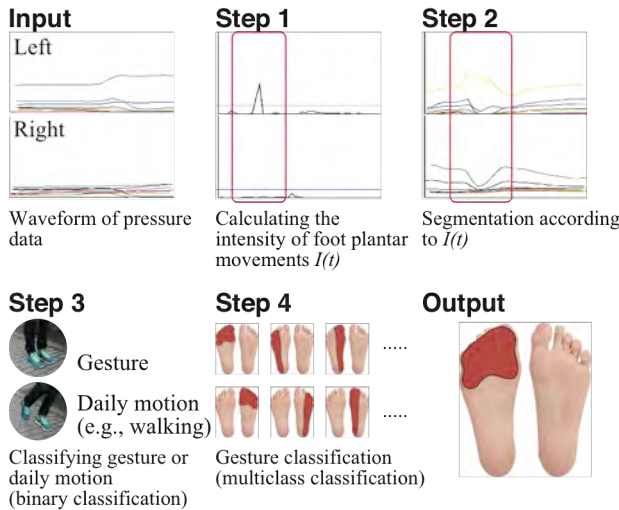 Input
Left
Right
Waveform of pressure
data
Step 1
Calculating the
intensity of foot plantar
movements I(t)
Step 2
Segmentation according
to I(t)
Step 3
Gesture
Daily motion
(e.g., walking)
Classifying gesture or
daily motion
(binary classification)
Step 4
.....
.....
Gesture classification
(multiclass classification)
Output